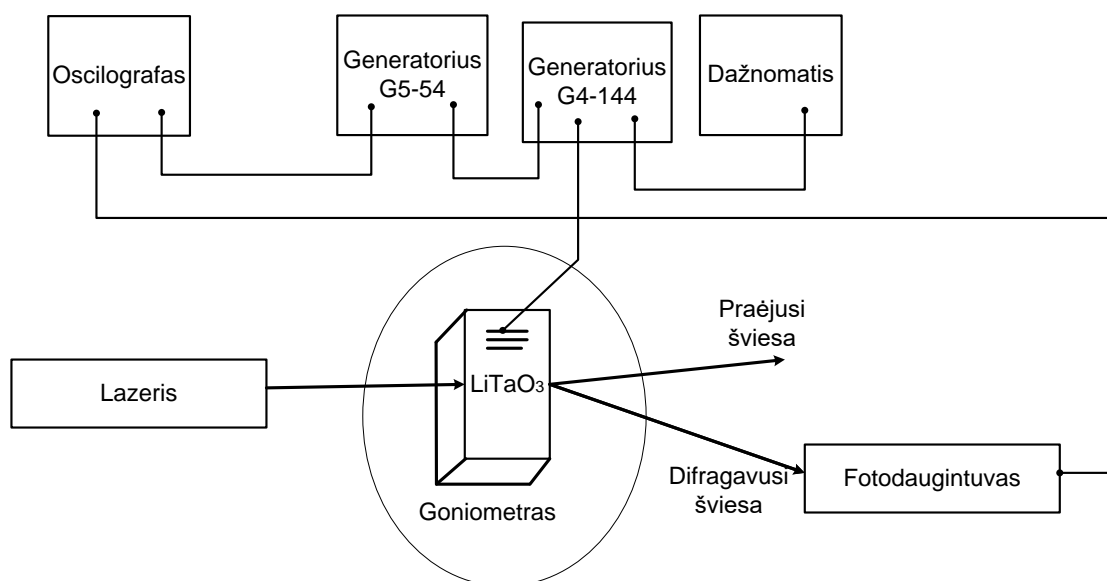 Oscilografas
Generatorius
G5-54
Generatorius
G4-144
Dažnomatis
Praėjusi
šviesa
Lazeris
LiTaO₃
Difragavusi
šviesa
Fotodaugintuvas
Goniometras